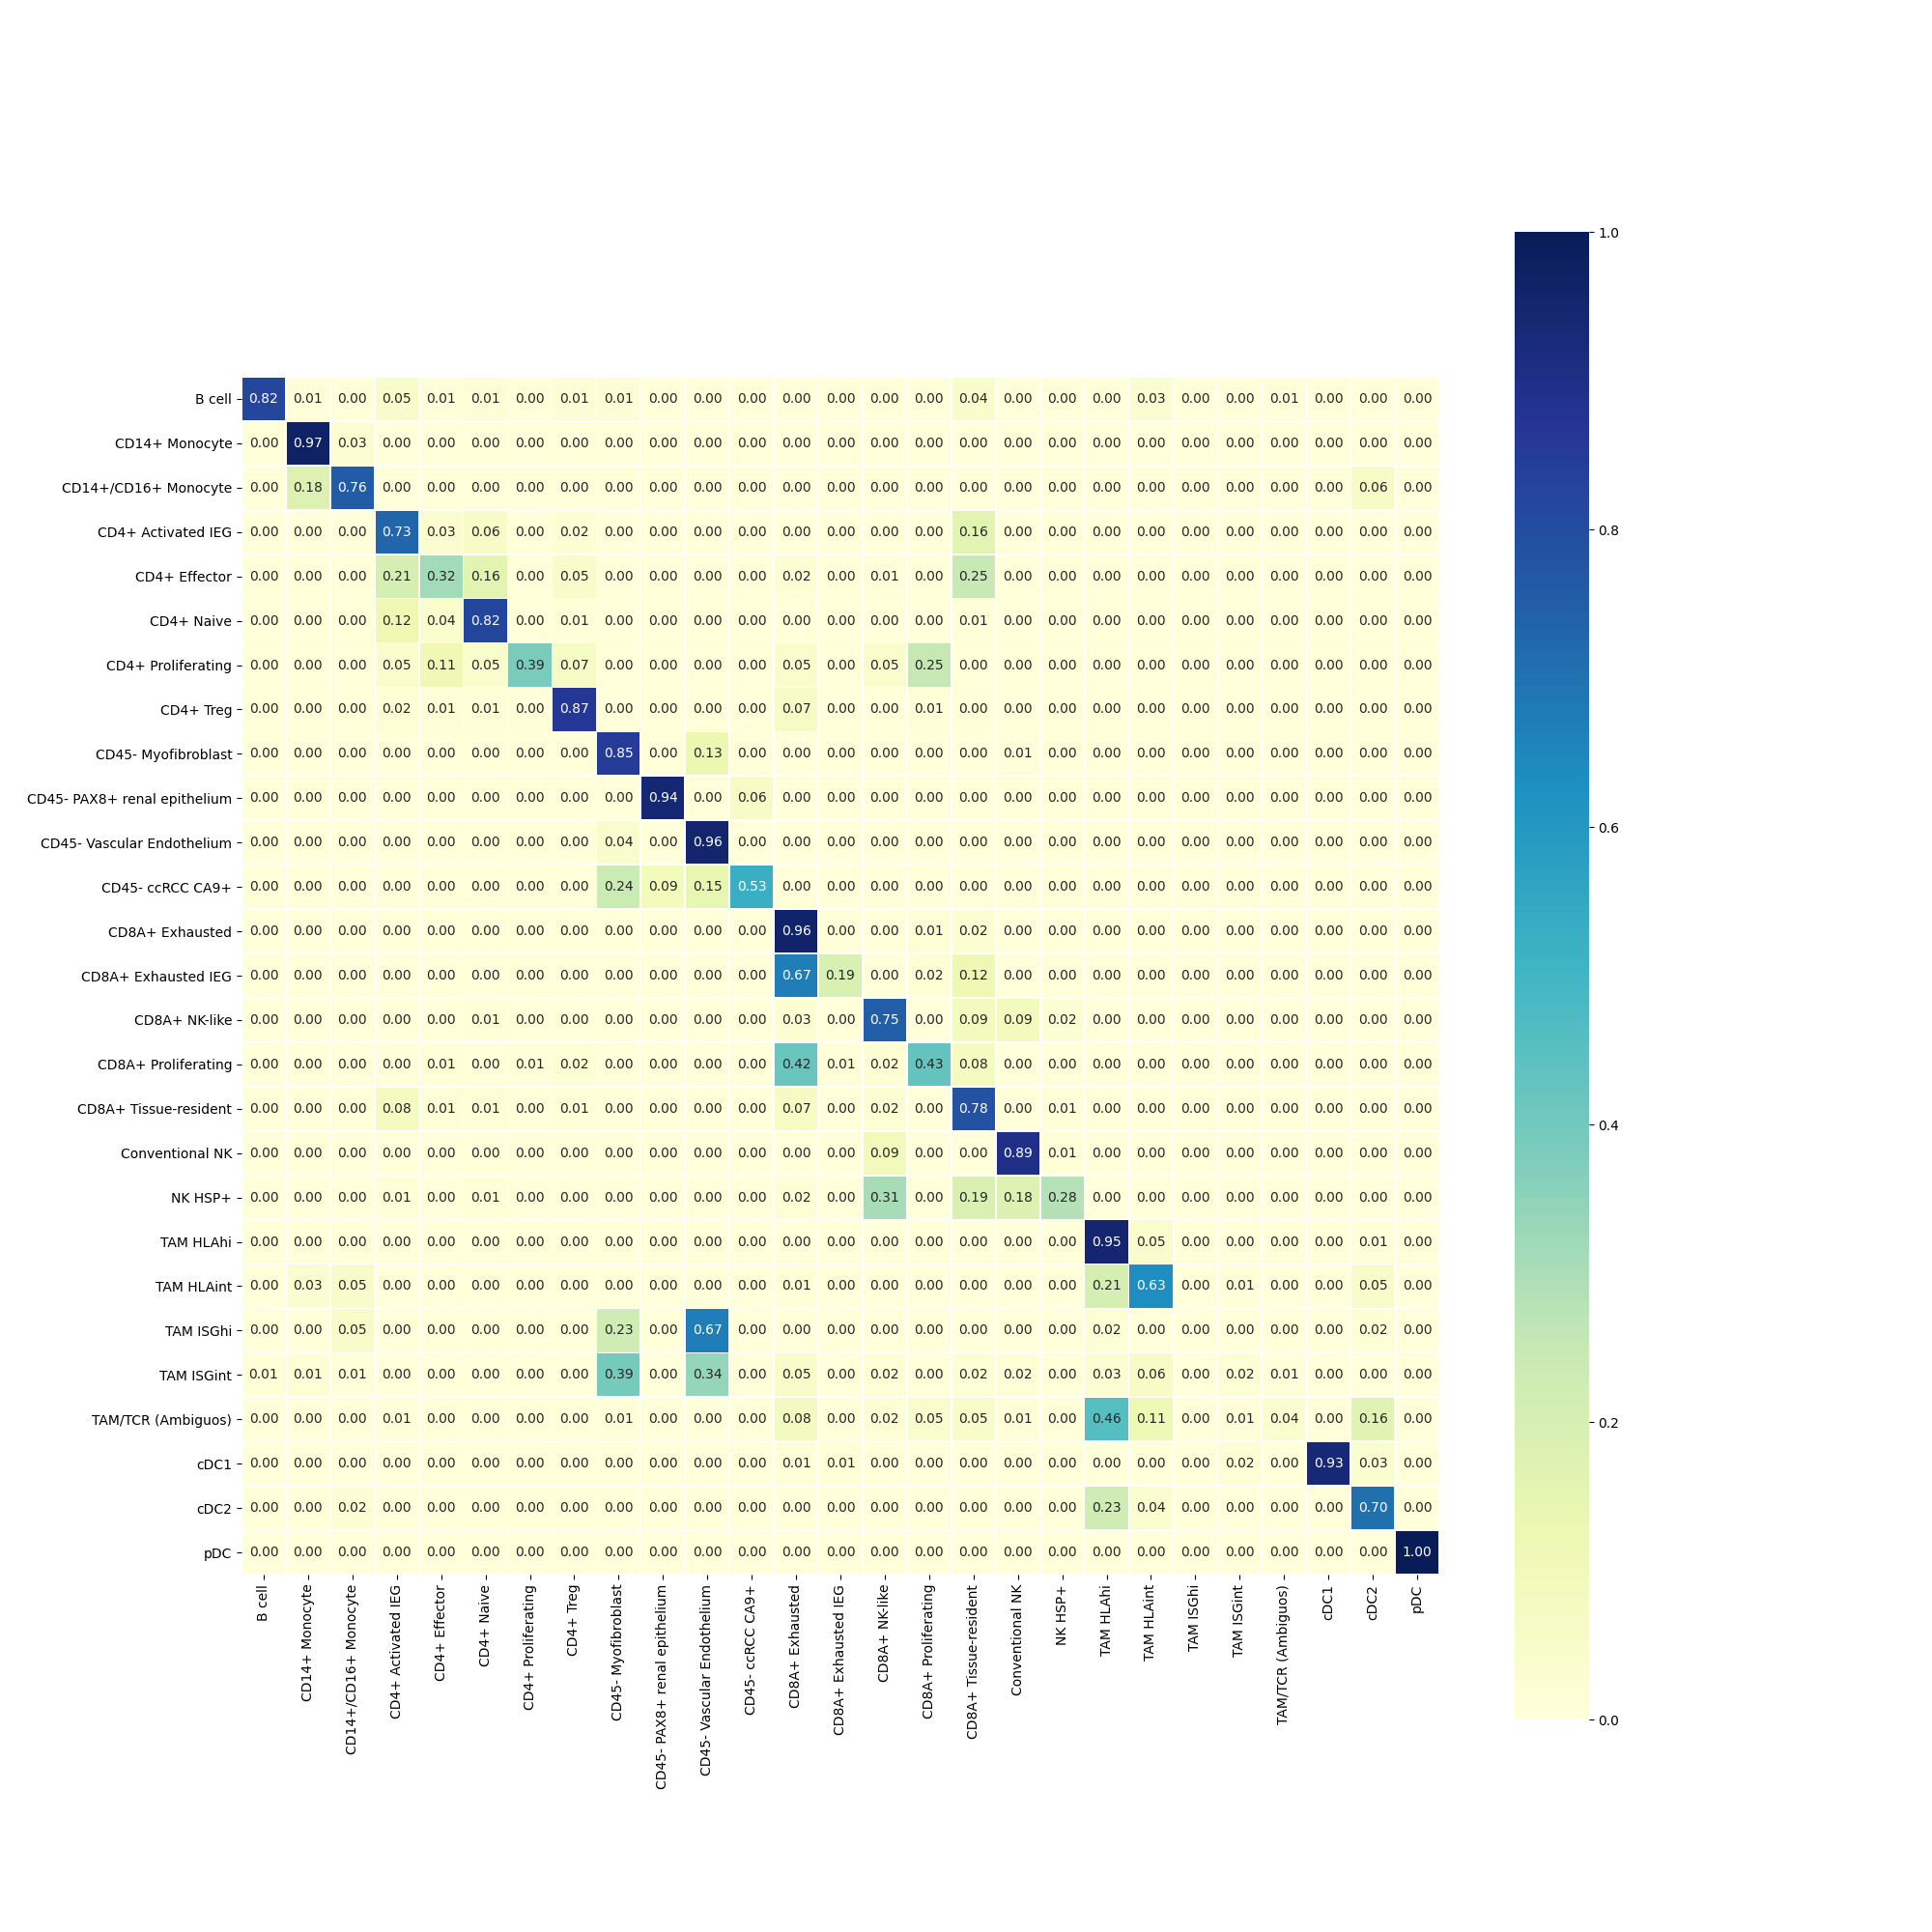 B cell 0.82 0.01 0.00 0.05 0.01 0.01 0.00 0.01 0.01 0.00 0.00 0.00 0.00 0.00 0.00 0.00 0.04 0.00 0.00 0.00 0.03 0.00 0.00 0.01 0.00 0.00 0.00
CD14+ Monocyte 0.00 0.97 0.03 0.00 0.00 0.00 0.00 0.00 0.00 0.00 0.00 0.00 0.00 0.00 0.00 0.00 0.00 0.00 0.00 0.00 0.00 0.00 0.00 0.00 0.00 0.00 0.00
CD14+/CD16+ Monocyte 0.00 0.18 0.76 0.00 0.00 0.00 0.00 0.00 0.00 0.00 0.00 0.00 0.00 0.00 0.00 0.00 0.00 0.00 0.00 0.00 0.00 0.00 0.00 0.00 0.00 0.06 0.00
CD4+ Activated IEG 0.00 0.00 0.00 0.73 0.03 0.06 0.00 0.02 0.00 0.00 0.00 0.00 0.00 0.00 0.00 0.00 0.16 0.00 0.00 0.00 0.00 0.00 0.00 0.00 0.00 0.00 0.00
CD4+ Effector 0.00 0.00 0.00 0.21 0.32 0.16 0.00 0.05 0.00 0.00 0.00 0.00 0.02 0.00 0.01 0.00 0.25 0.00 0.00 0.00 0.00 0.00 0.00 0.00 0.00 0.00 0.00
CD4+ Naive 0.00 0.00 0.00 0.12 0.04 0.82 0.00 0.01 0.00 0.00 0.00 0.00 0.00 0.00 0.00 0.00 0.01 0.00 0.00 0.00 0.00 0.00 0.00 0.00 0.00 0.00 0.00
CD4+ Proliferating 0.00 0.00 0.00 0.05 0.11 0.05 0.39 0.07 0.00 0.00 0.00 0.00 0.05 0.00 0.05 0.25 0.00 0.00 0.00 0.00 0.00 0.00 0.00 0.00 0.00 0.00 0.00
CD4+ Treg 0.00 0.00 0.00 0.02 0.01 0.01 0.00 0.87 0.00 0.00 0.00 0.00 0.07 0.00 0.00 0.01 0.00 0.00 0.00 0.00 0.00 0.00 0.00 0.00 0.00 0.00 0.00
CD45- Myofibroblast 0.00 0.00 0.00 0.00 0.00 0.00 0.00 0.00 0.85 0.00 0.13 0.00 0.00 0.00 0.00 0.00 0.00 0.01 0.00 0.00 0.00 0.00 0.00 0.00 0.00 0.00 0.00
CD45- PAX8+ renal epithelium 0.00 0.00 0.00 0.00 0.00 0.00 0.00 0.00 0.00 0.94 0.00 0.06 0.00 0.00 0.00 0.00 0.00 0.00 0.00 0.00 0.00 0.00 0.00 0.00 0.00 0.00 0.00
CD45- Vascular Endothelium 0.00 0.00 0.00 0.00 0.00 0.00 0.00 0.00 0.04 0.00 0.96 0.00 0.00 0.00 0.00 0.00 0.00 0.00 0.00 0.00 0.00 0.00 0.00 0.00 0.00 0.00 0.00
CD45- ccRCC CA9+ 0.00 0.00 0.00 0.00 0.00 0.00 0.00 0.00 0.24 0.09 0.15 0.53 0.00 0.00 0.00 0.00 0.00 0.00 0.00 0.00 0.00 0.00 0.00 0.00 0.00 0.00 0.00
CD8A+ Exhausted 0.00 0.00 0.00 0.00 0.00 0.00 0.00 0.00 0.00 0.00 0.00 0.00 0.96 0.00 0.00 0.01 0.02 0.00 0.00 0.00 0.00 0.00 0.00 0.00 0.00 0.00 0.00
CD8A+ Exhausted IEG 0.00 0.00 0.00 0.00 0.00 0.00 0.00 0.00 0.00 0.00 0.00 0.00 0.67 0.19 0.00 0.02 0.12 0.00 0.00 0.00 0.00 0.00 0.00 0.00 0.00 0.00 0.00
CD8A+ NK-like 0.00 0.00 0.00 0.00 0.00 0.01 0.00 0.00 0.00 0.00 0.00 0.00 0.03 0.00 0.75 0.00 0.09 0.09 0.02 0.00 0.00 0.00 0.00 0.00 0.00 0.00 0.00
CD8A+ Proliferating 0.00 0.00 0.00 0.00 0.01 0.00 0.01 0.02 0.00 0.00 0.00 0.00 0.42 0.01 0.02 0.43 0.08 0.00 0.00 0.00 0.00 0.00 0.00 0.00 0.00 0.00 0.00
CD8A+ Tissue-resident 0.00 0.00 0.00 0.08 0.01 0.01 0.00 0.01 0.00 0.00 0.00 0.00 0.07 0.00 0.02 0.00 0.78 0.00 0.01 0.00 0.00 0.00 0.00 0.00 0.00 0.00 0.00
Conventional NK 0.00 0.00 0.00 0.00 0.00 0.00 0.00 0.00 0.00 0.00 0.00 0.00 0.00 0.00 0.09 0.00 0.00 0.89 0.01 0.00 0.00 0.00 0.00 0.00 0.00 0.00 0.00
NK HSP+ 0.00 0.00 0.00 0.01 0.00 0.01 0.00 0.00 0.00 0.00 0.00 0.00 0.02 0.00 0.31 0.00 0.19 0.18 0.28 0.00 0.00 0.00 0.00 0.00 0.00 0.00 0.00
TAM HLAhi 0.00 0.00 0.00 0.00 0.00 0.00 0.00 0.00 0.00 0.00 0.00 0.00 0.00 0.00 0.00 0.00 0.00 0.00 0.00 0.95 0.05 0.00 0.00 0.00 0.00 0.01 0.00
TAM HLAint 0.00 0.03 0.05 0.00 0.00 0.00 0.00 0.00 0.00 0.00 0.00 0.00 0.01 0.00 0.00 0.00 0.00 0.00 0.00 0.21 0.63 0.00 0.01 0.00 0.00 0.05 0.00
TAM ISGhi 0.00 0.00 0.05 0.00 0.00 0.00 0.00 0.00 0.23 0.00 0.67 0.00 0.00 0.00 0.00 0.00 0.00 0.00 0.00 0.02 0.00 0.00 0.00 0.00 0.00 0.02 0.00
TAM ISGint 0.01 0.01 0.01 0.00 0.00 0.00 0.00 0.00 0.39 0.00 0.34 0.00 0.05 0.00 0.02 0.00 0.02 0.02 0.00 0.03 0.06 0.00 0.02 0.01 0.00 0.00 0.00
TAM/TCR (Ambiguos) 0.00 0.00 0.00 0.01 0.00 0.00 0.00 0.00 0.01 0.00 0.00 0.00 0.08 0.00 0.02 0.05 0.05 0.01 0.00 0.46 0.11 0.00 0.01 0.04 0.00 0.16 0.00
cDC1 0.00 0.00 0.00 0.00 0.00 0.00 0.00 0.00 0.00 0.00 0.00 0.00 0.01 0.01 0.00 0.00 0.00 0.00 0.00 0.00 0.00 0.00 0.02 0.00 0.93 0.03 0.00
cDC2 0.00 0.00 0.02 0.00 0.00 0.00 0.00 0.00 0.00 0.00 0.00 0.00 0.00 0.00 0.00 0.00 0.00 0.00 0.00 0.23 0.04 0.00 0.00 0.00 0.00 0.70 0.00
pDC 0.00 0.00 0.00 0.00 0.00 0.00 0.00 0.00 0.00 0.00 0.00 0.00 0.00 0.00 0.00 0.00 0.00 0.00 0.00 0.00 0.00 0.00 0.00 0.00 0.00 0.00 1.00
B cell
CD14+ Monocyte
CD14+/CD16+ Monocyte
CD4+ Activated IEG
CD4+ Effector
CD4+ Naive
CD4+ Proliferating
CD4+ Treg
CD45- Myofibroblast
CD45- PAX8+ renal epithelium
CD45- Vascular Endothelium
CD45- ccRCC CA9+
CD8A+ Exhausted
CD8A+ Exhausted IEG
CD8A+ NK-like
CD8A+ Proliferating
CD8A+ Tissue-resident
Conventional NK
NK HSP+
TAM HLAhi
TAM HLAint
TAM ISGhi
TAM ISGint
TAM/TCR (Ambiguos)
cDC1
cDC2
pDC
1.0
0.8
0.6
0.4
0.2
0.0